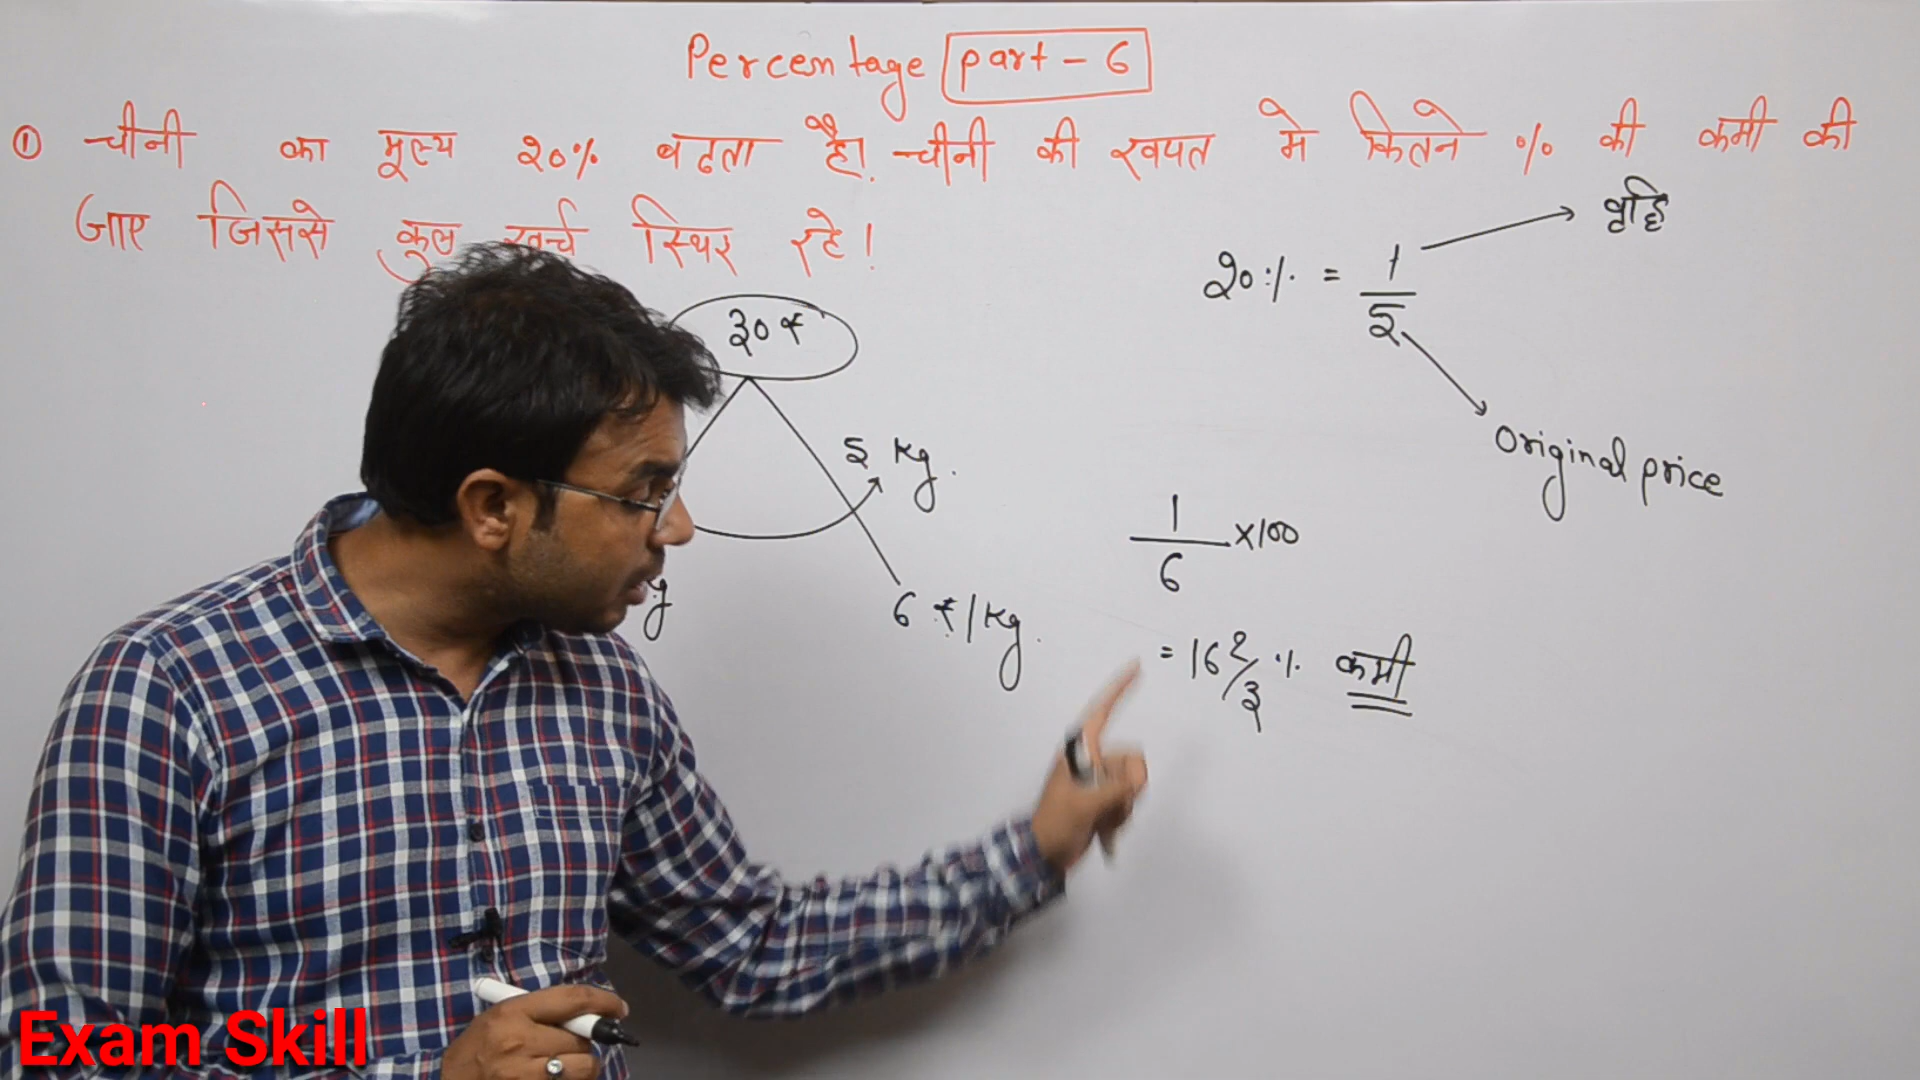 Percentage part - 6
① चीनी का मूल्य 20% बढता है। चीनी की खपत मे कितने % की कमी की
जाए जिससे कुल खर्च स्थिर रहे!
20% = 1/5
वृद्धि
Original price
30 ₹
5 Kg.
6 ₹/Kg.
1/6 x100
= 16 2/3 % कमी
Exam Skill